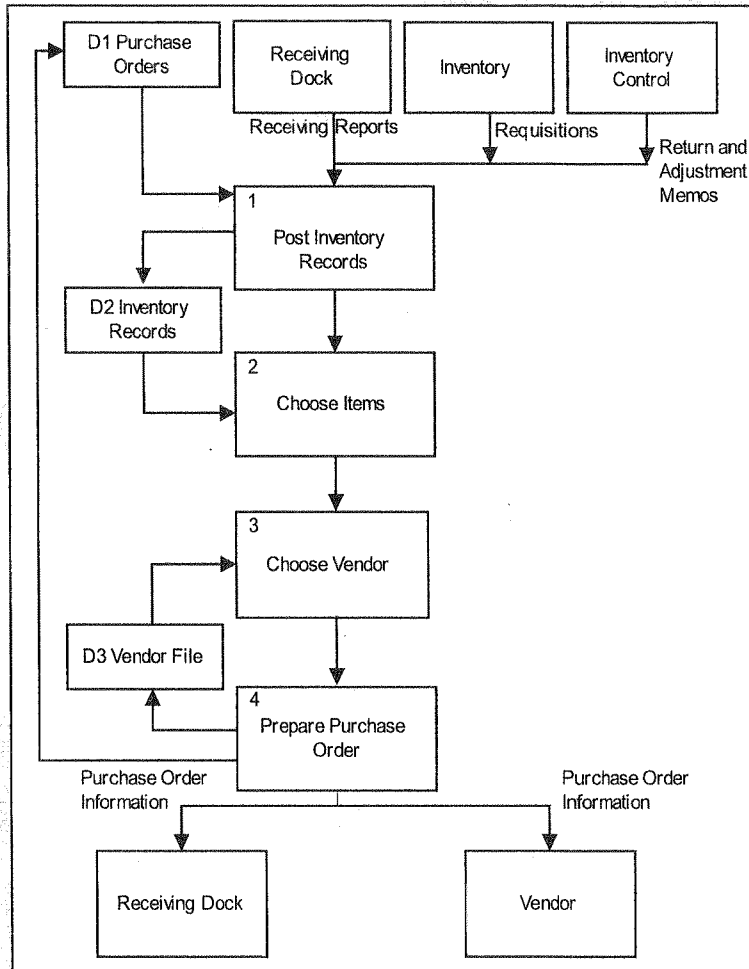 D1 Purchase
Orders
Receiving
Dock
Inventory
Inventory
Control
Receiving Reports
Requisitions
Return and
Adjustment
Memos
1
Post Inventory
Records
D2 Inventory
Records
2
Choose Items
3
Choose Vendor
D3 Vendor File
4
Prepare Purchase
Order
Purchase Order
Information
Purchase Order
Information
Receiving Dock
Vendor